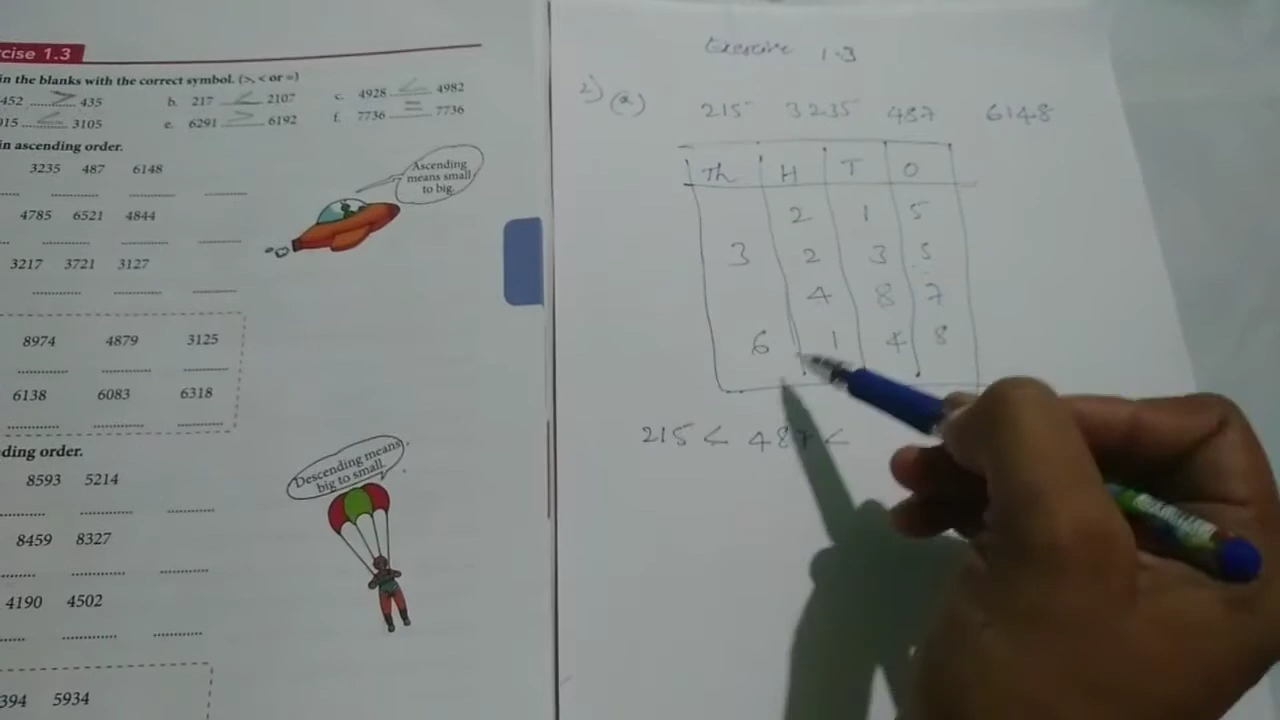 cise 1.3
in the blanks with the correct symbol. (>, < or =)
452 > 435 b. 217 < 2107 c. 4928 < 4982
915 < 3105 e. 6291 > 6192 f. 7736 = 7736
in ascending order.
3235 487 6148
4785 6521 4844
3217 3721 3127
8974 4879 3125
6138 6083 6318
Ascending
means small
to big.
ding order.
8593 5214
8459 8327
4190 4502
394 5934
Descending means
big to small.
Exercise 1.3
2) (a) 215 3235 487 6148
Th H T O
2 1 5
3 2 3 5
4 8 7
6 1 4 8
215 < 487 <